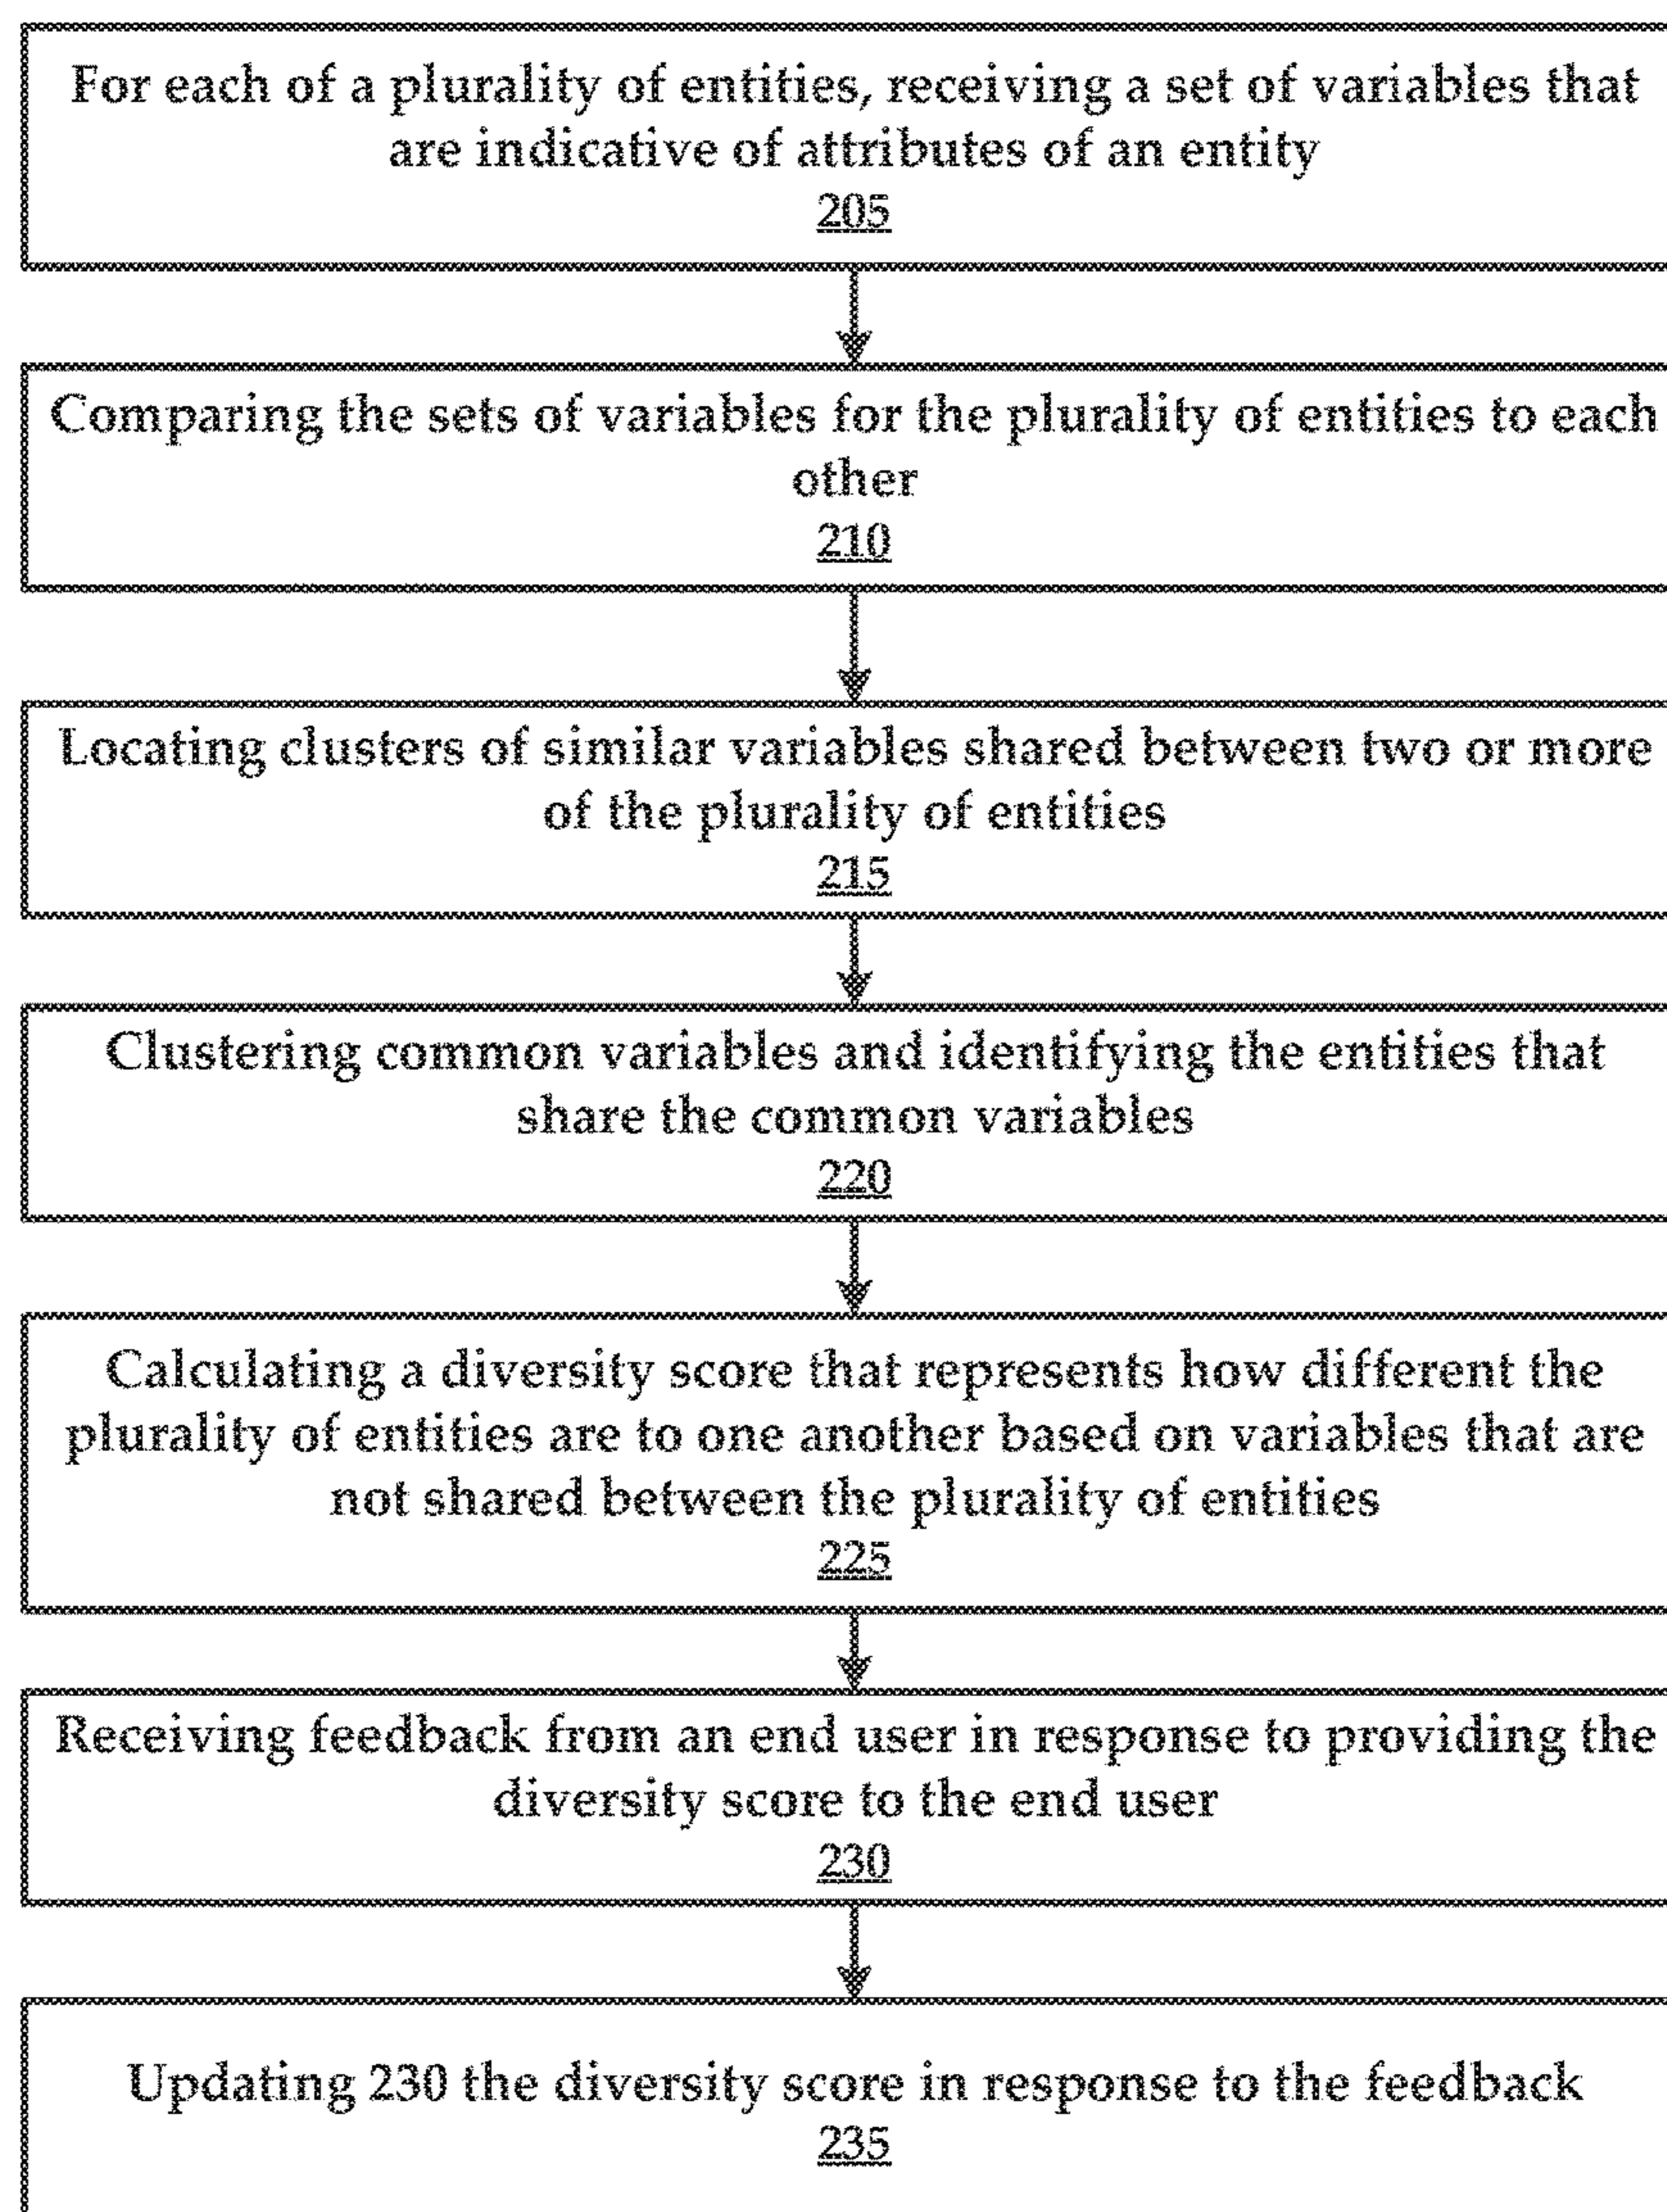 For each of a plurality of entities, receiving a set of variables that
are indicative of attributes of an entity
205
Comparing the sets of variables for the plurality of entities to each
other
210
Locating clusters of similar variables shared between two or more
of the plurality of entities
215
Clustering common variables and identifying the entities that
share the common variables
220
Calculating a diversity score that represents how different the
plurality of entities are to one another based on variables that are
not shared between the plurality of entities
225
Receiving feedback from an end user in response to providing the
diversity score to the end user
230
Updating 230 the diversity score in response to the feedback
235